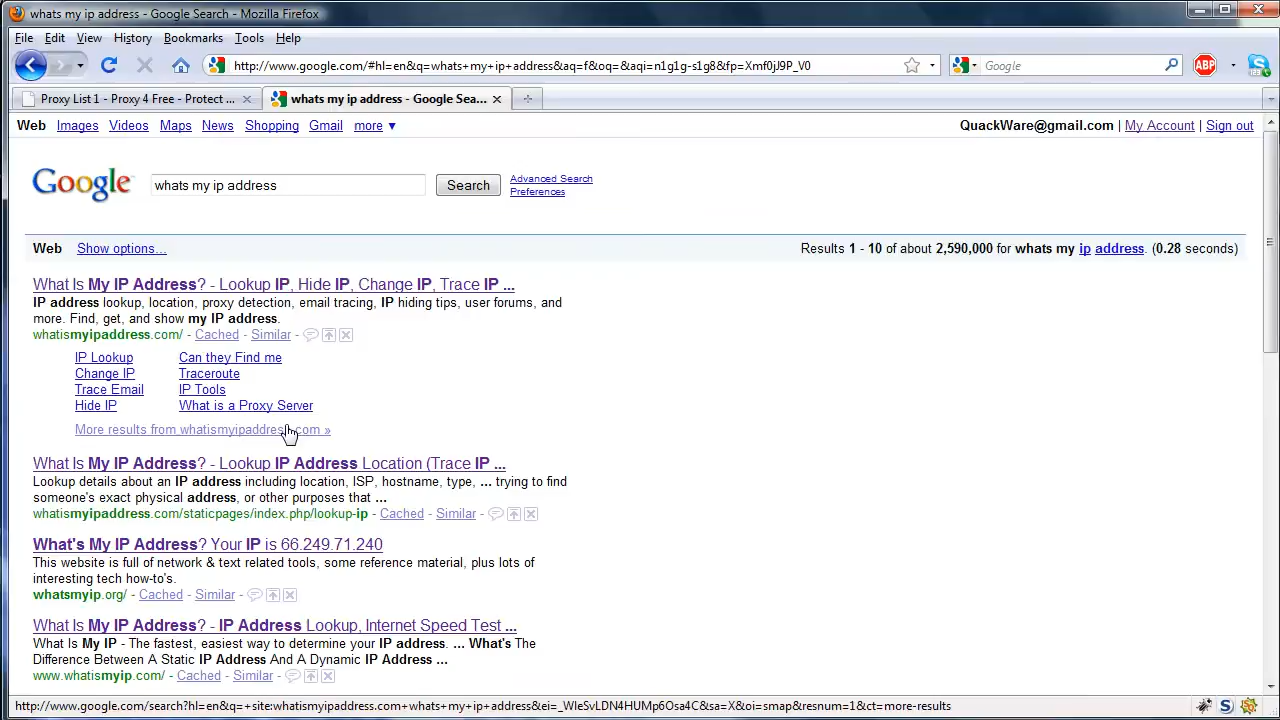 whats my ip address - Google Search - Mozilla Firefox
File Edit View History Bookmarks Tools Help
http://www.google.com/#hl=en&q=whats+my+ip+address&aq=f&oq=&aqi=n1g1g-s1g8&fp=Xmf0jJ9P_V0
Google
ABP
Proxy List 1 - Proxy 4 Free - Protect ...
whats my ip address - Google Sea...
Web Images Videos Maps News Shopping Gmail more ▼
QuackWare@gmail.com | My Account | Sign out
Google
whats my ip address
Search
Advanced Search
Preferences
Web Show options...
Results 1 - 10 of about 2,590,000 for whats my ip address. (0.28 seconds)
What Is My IP Address? - Lookup IP, Hide IP, Change IP, Trace IP ...
IP address lookup, location, proxy detection, email tracing, IP hiding tips, user forums, and
more. Find, get, and show my IP address.
whatismyipaddress.com/ - Cached - Similar -
IP Lookup Can they Find me
Change IP Traceroute
Trace Email IP Tools
Hide IP What is a Proxy Server
More results from whatismyipaddress.com »
What Is My IP Address? - Lookup IP Address Location (Trace IP ...
Lookup details about an IP address including location, ISP, hostname, type, ... trying to find
someone's exact physical address, or other purposes that ...
whatismyipaddress.com/staticpages/index.php/lookup-ip - Cached - Similar -
What's My IP Address? Your IP is 66.249.71.240
This website is full of network & text related tools, some reference material, plus lots of
interesting tech how-to's.
whatsmyip.org/ - Cached - Similar -
What Is My IP Address? - IP Address Lookup, Internet Speed Test ...
What Is My IP - The fastest, easiest way to determine your IP address. ... What's The
Difference Between A Static IP Address And A Dynamic IP Address ...
www.whatismyip.com/ - Cached - Similar -
http://www.google.com/search?hl=en&q=+site:whatismyipaddress.com+whats+my+ip+address&ei=_WIeSvLDN4HUMp6Osa4C&sa=X&oi=smap&resnum=1&ct=more-results